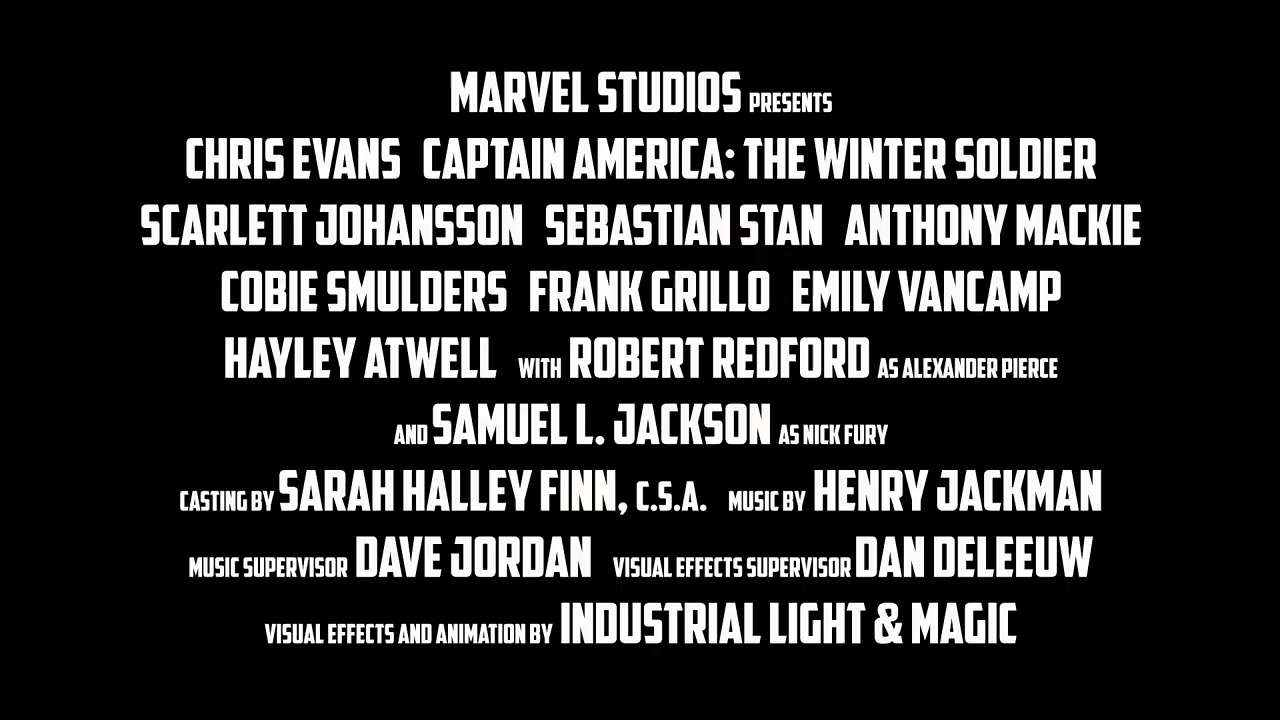 MARVEL STUDIOS PRESENTS
CHRIS EVANS CAPTAIN AMERICA: THE WINTER SOLDIER
SCARLETT JOHANSSON SEBASTIAN STAN ANTHONY MACKIE
COBIE SMULDERS FRANK GRILLO EMILY VANCAMP
HAYLEY ATWELL WITH ROBERT REDFORD AS ALEXANDER PIERCE
AND SAMUEL L. JACKSON AS NICK FURY
CASTING BY SARAH HALLEY FINN, C.S.A. MUSIC BY HENRY JACKMAN
MUSIC SUPERVISOR DAVE JORDAN VISUAL EFFECTS SUPERVISOR DAN DELEEUW
VISUAL EFFECTS AND ANIMATION BY INDUSTRIAL LIGHT & MAGIC